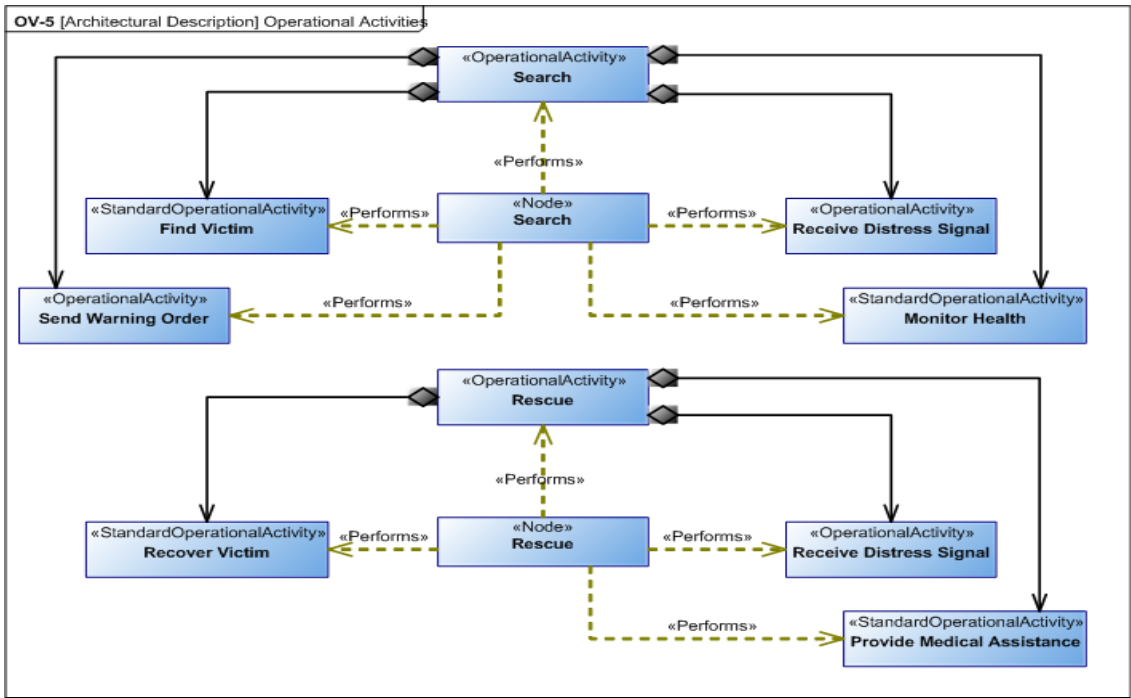 OV-5 [Architectural Description] Operational Activities
«OperationalActivity»
Search
«Performs»
«StandardOperationalActivity»
Find Victim
«Performs»
«Node»
Search
«Performs»
«OperationalActivity»
Receive Distress Signal
«OperationalActivity»
Send Warning Order
«Performs»
«Performs»
«StandardOperationalActivity»
Monitor Health
«OperationalActivity»
Rescue
«Performs»
«StandardOperationalActivity»
Recover Victim
«Performs»
«Node»
Rescue
«Performs»
«OperationalActivity»
Receive Distress Signal
«Performs»
«StandardOperationalActivity»
Provide Medical Assistance